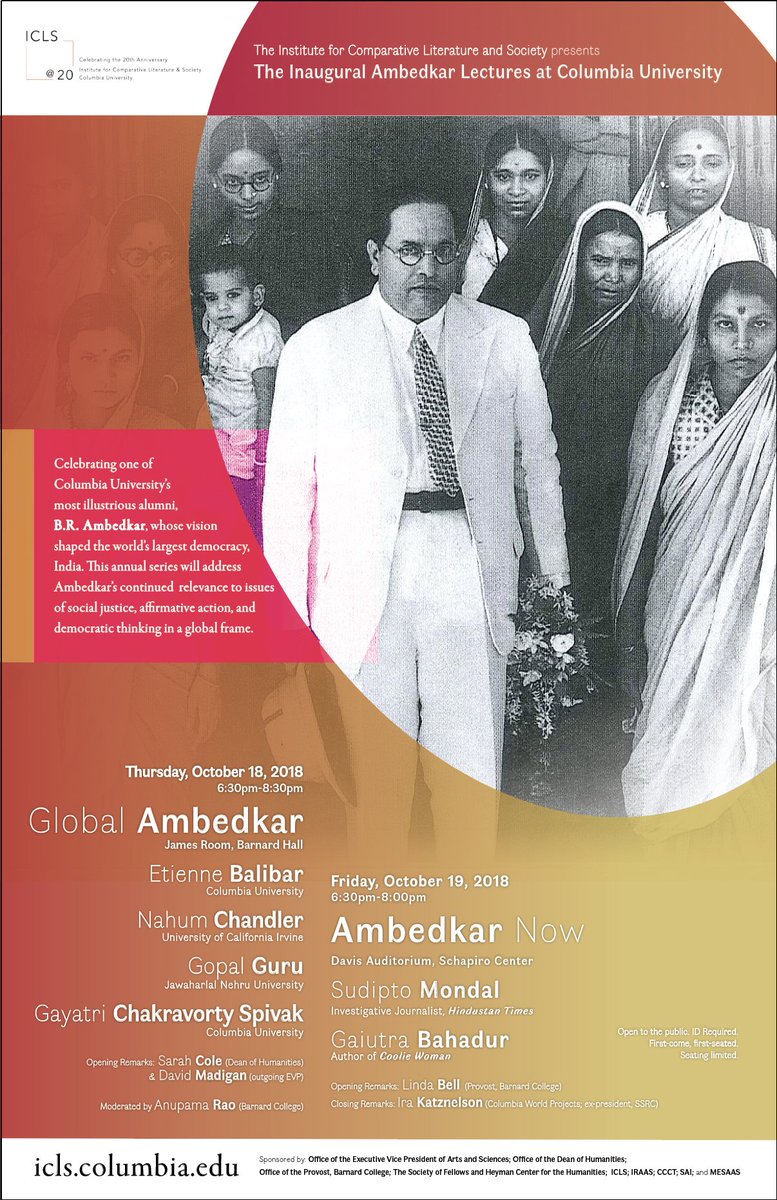 ICLS
@ 20
Celebrating the 20th Anniversary
Institute for Comparative Literature & Society
Columbia University
The Institute for Comparative Literature and Society presents
The Inaugural Ambedkar Lectures at Columbia University
Celebrating one of
Columbia University's
most illustrious alumni,
B.R. Ambedkar, whose vision
shaped the world's largest democracy,
India. This annual series will address
Ambedkar's continued relevance to issues
of social justice, affirmative action, and
democratic thinking in a global frame.
Thursday, October 18, 2018
6:30pm-8:30pm
Global Ambedkar
James Room, Barnard Hall
Etienne Balibar
Columbia University
Nahum Chandler
University of California Irvine
Gopal Guru
Jawaharlal Nehru University
Gayatri Chakravorty Spivak
Columbia University
Opening Remarks: Sarah Cole (Dean of Humanities)
& David Madigan (outgoing EVP)
Moderated by Anupama Rao (Barnard College)
Friday, October 19, 2018
6:30pm-8:00pm
Ambedkar Now
Davis Auditorium, Schapiro Center
Sudipto Mondal
Investigative Journalist, Hindustan Times
Gaiutra Bahadur
Author of Coolie Woman
Opening Remarks: Linda Bell (Provost, Barnard College)
Closing Remarks: Ira Katznelson (Columbia World Projects; ex-president, SSRC)
Open to the public. ID Required.
First-come, first-seated.
Seating limited.
icls.columbia.edu
Sponsored by: Office of the Executive Vice President of Arts and Sciences; Office of the Dean of Humanities;
Office of the Provost, Barnard College; The Society of Fellows and Heyman Center for the Humanities; ICLS; IRAAS; CCCT; SAI; and MESAAS